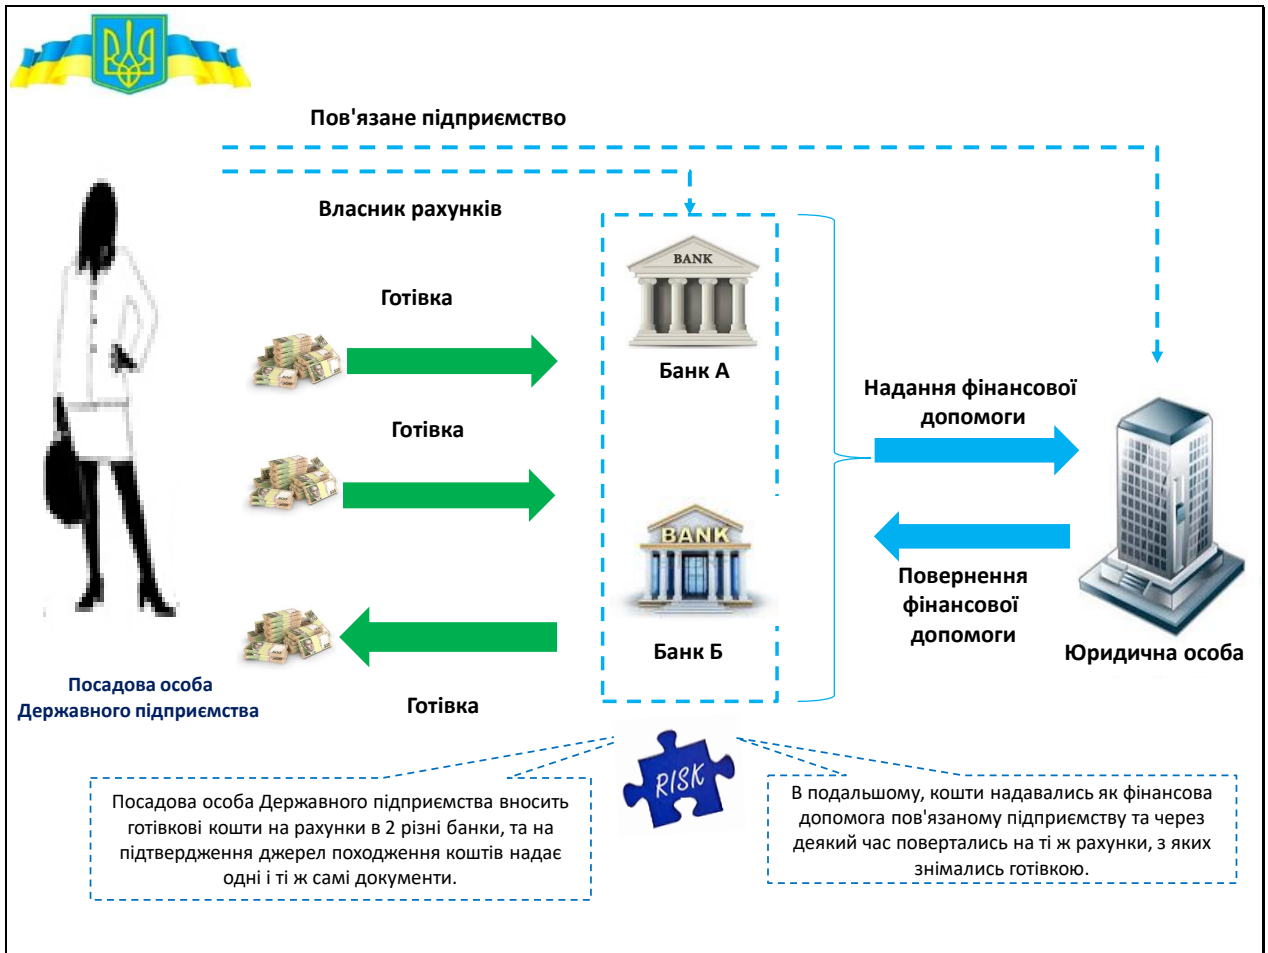 Пов'язане підприємство
Власник рахунків
BANK
Готівка
Банк А
Надання фінансової
допомоги
Готівка
BANK
Повернення
фінансової
допомоги
Банк Б
Юридична особа
Посадова особа
Державного підприємства
Готівка
RISK
Посадова особа Державного підприємства вносить
готівкові кошти на рахунки в 2 різні банки, та на
підтвердження джерел походження коштів надає
одні і ті ж самі документи.
В подальшому, кошти надавались як фінансова
допомога пов'язаному підприємству та через
деякий час повертались на ті ж рахунки, з яких
знімались готівкою.